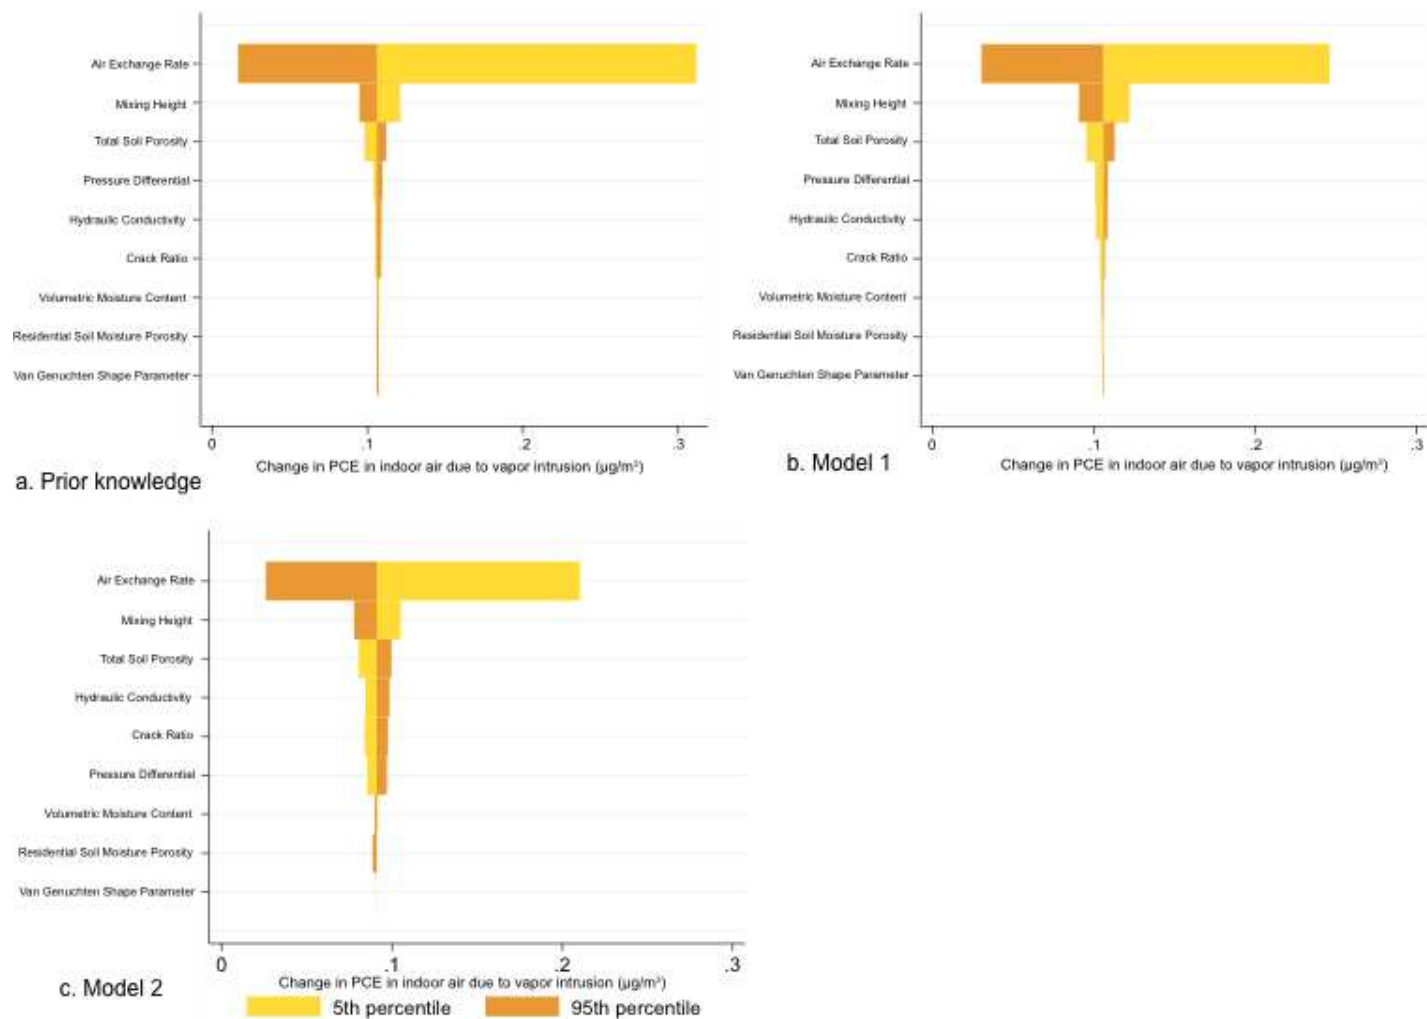 Air Exchange Rate
Mixing Height
Total Soil Porosity
Pressure Differential
Hydraulic Conductivity
Crack Ratio
Volumetric Moisture Content
Residential Soil Moisture Porosity
Van Genuchten Shape Parameter
0 .1 .2 .3
Change in PCE in indoor air due to vapor intrusion (µg/m³)
a. Prior knowledge
Air Exchange Rate
Mixing Height
Total Soil Porosity
Pressure Differential
Hydraulic Conductivity
Crack Ratio
Volumetric Moisture Content
Residential Soil Moisture Porosity
Van Genuchten Shape Parameter
0 .1 .2 .3
Change in PCE in indoor air due to vapor intrusion (µg/m³)
b. Model 1
Air Exchange Rate
Mixing Height
Total Soil Porosity
Hydraulic Conductivity
Crack Ratio
Pressure Differential
Volumetric Moisture Content
Residential Soil Moisture Porosity
Van Genuchten Shape Parameter
0 .1 .2 .3
Change in PCE in indoor air due to vapor intrusion (µg/m³)
c. Model 2
5th percentile 95th percentile